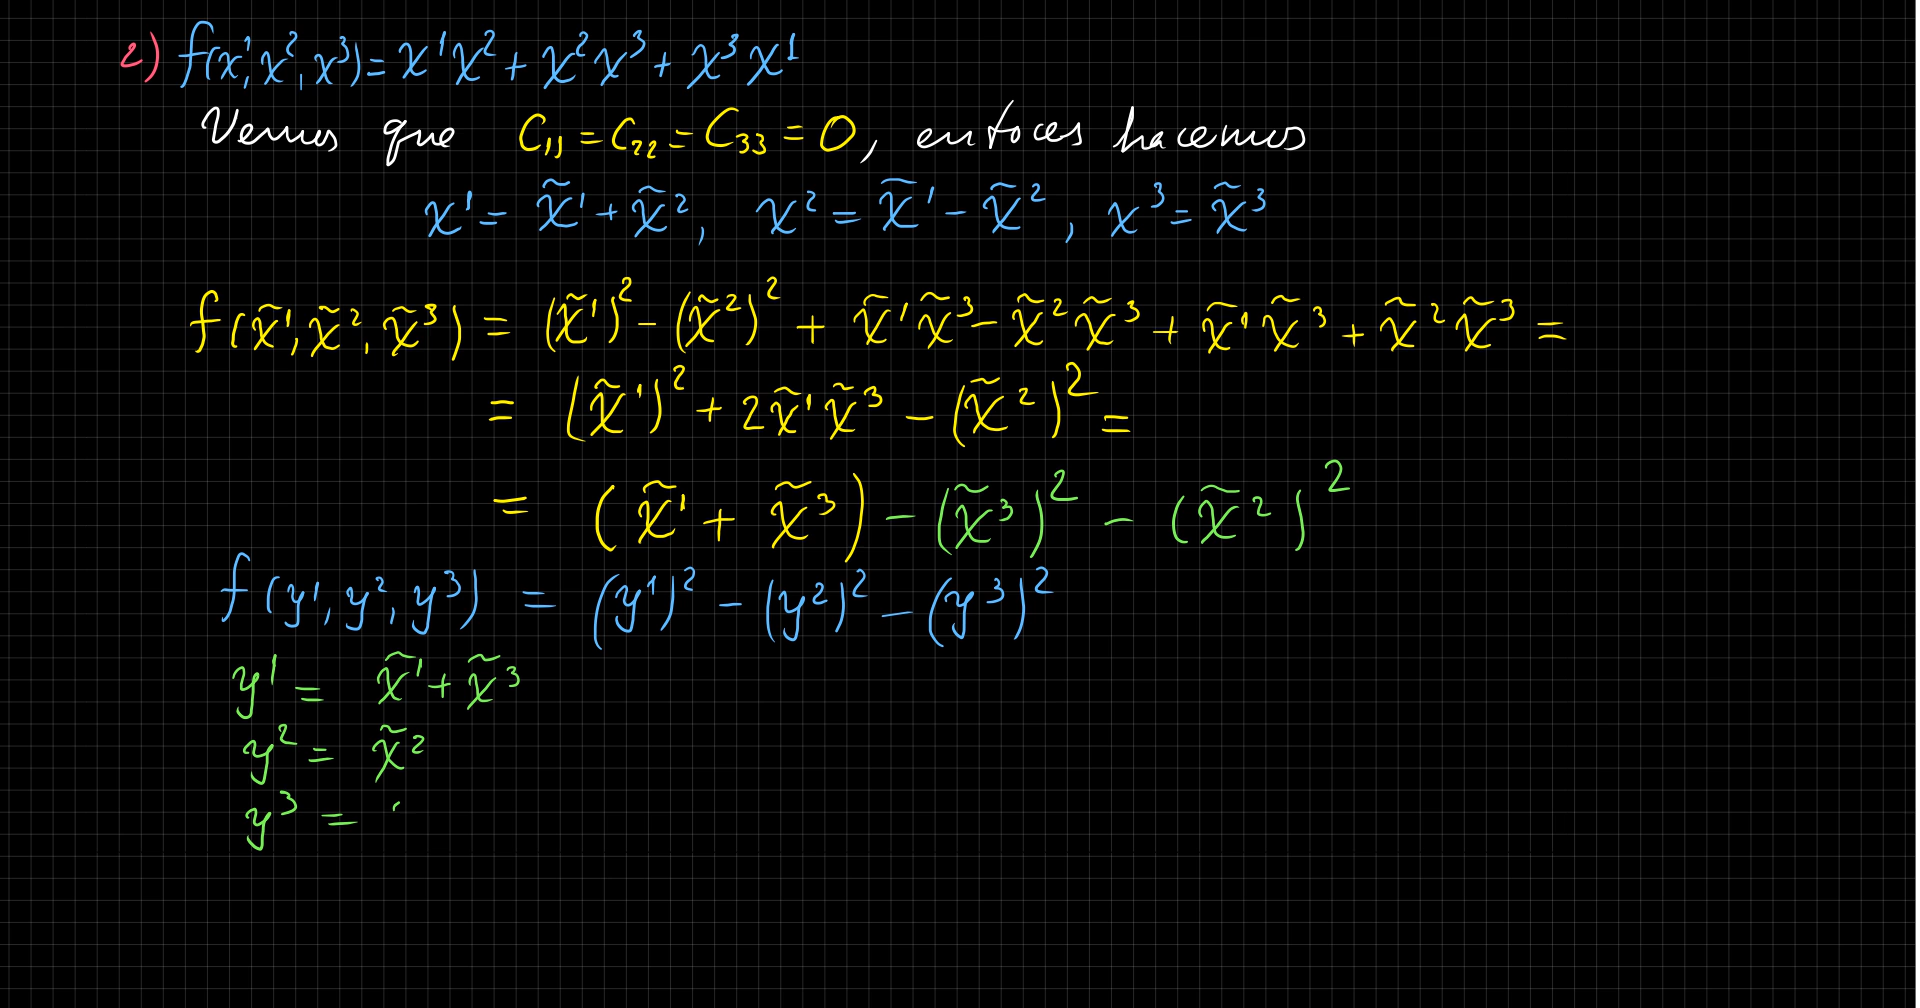 2) f(x¹, x², x³) = x¹x² + x²x³ + x³x¹
Vemos que C₁₁ = C₂₂ = C₃₃ = 0, entoces hacemos
x¹ = x̃¹ + x̃², x² = x̃¹ - x̃², x³ = x̃³
f(x̃¹, x̃², x̃³) = (x̃¹)² - (x̃²)² + x̃¹x̃³ - x̃²x̃³ + x̃¹x̃³ + x̃²x̃³ =
= (x̃¹)² + 2x̃¹x̃³ - (x̃²)² =
= (x̃¹ + x̃³) - (x̃³)² - (x̃²)²
f(y¹, y², y³) = (y¹)² - (y²)² - (y³)²
y¹ = x̃¹ + x̃³
y² = x̃²
y³ =